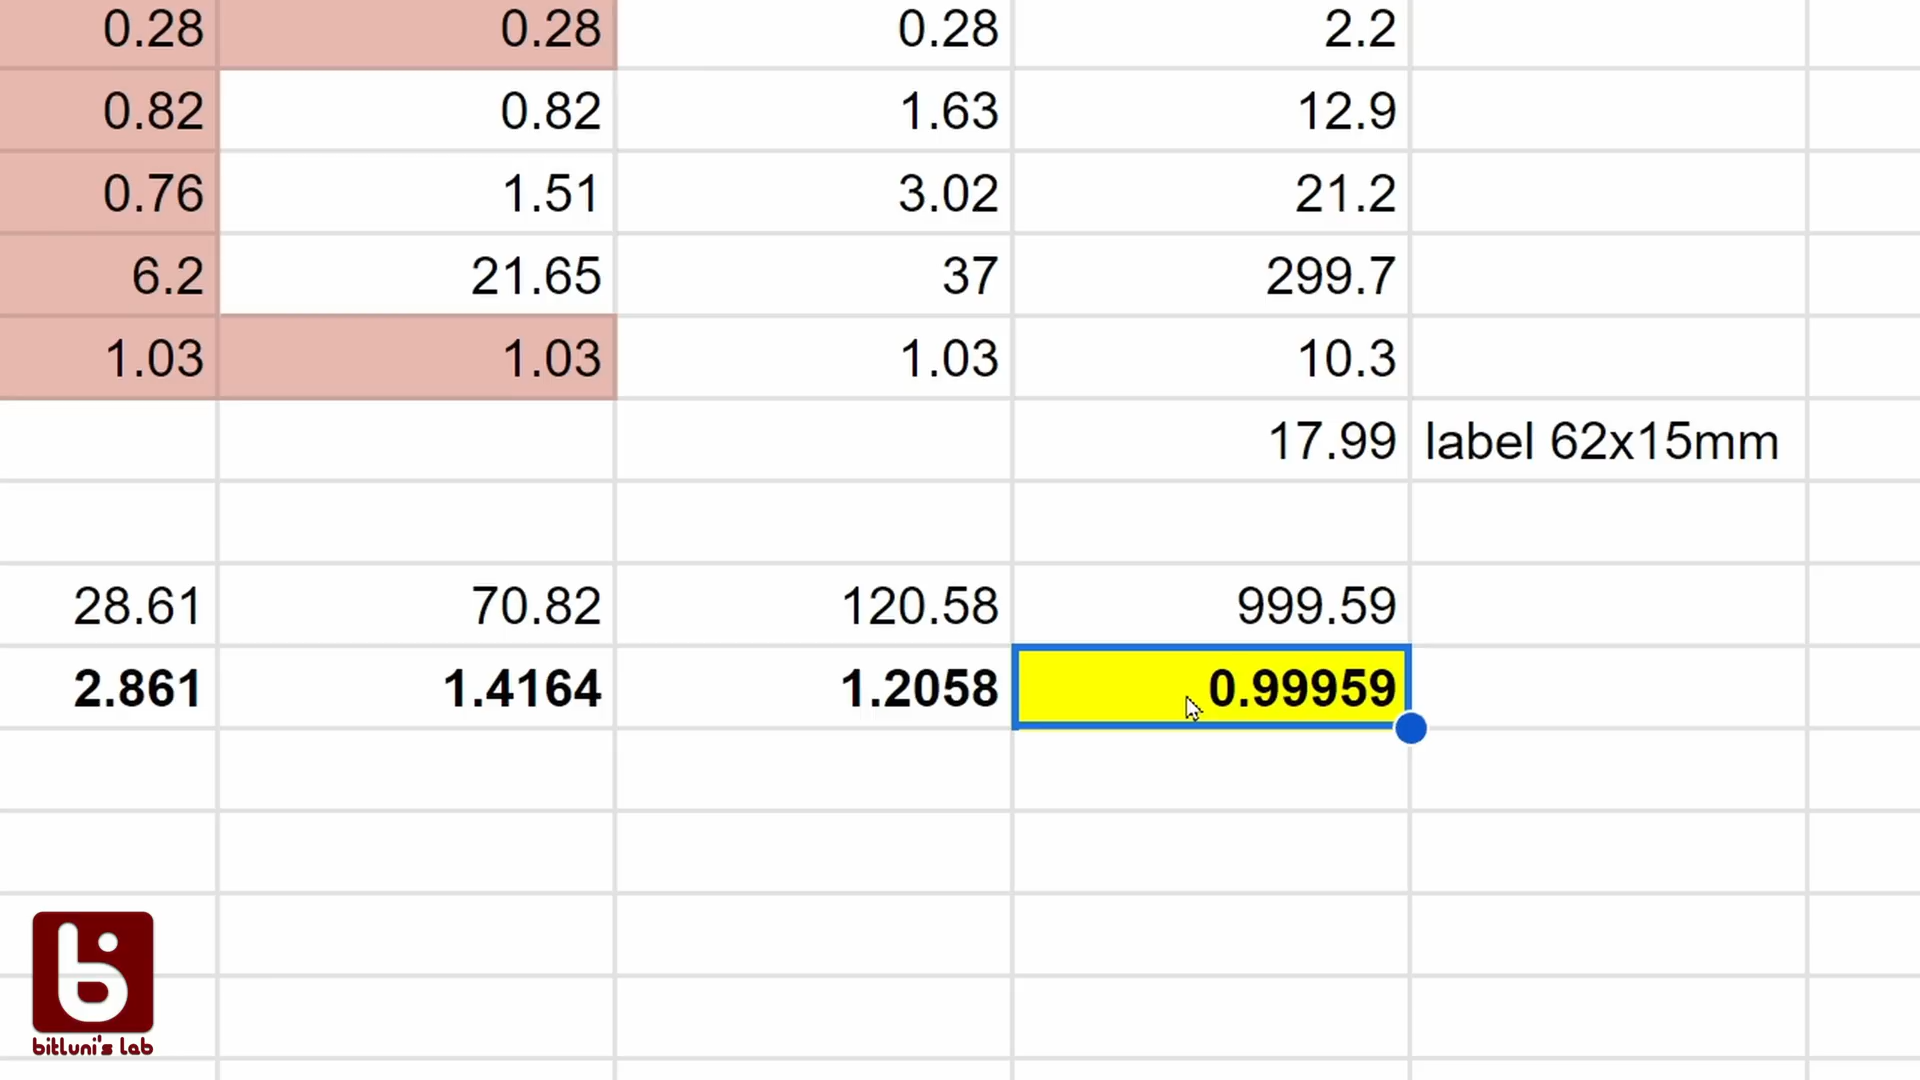 0.28 0.28 0.28 2.2
0.82 0.82 1.63 12.9
0.76 1.51 3.02 21.2
6.2 21.65 37 299.7
1.03 1.03 1.03 10.3
17.99 label 62x15mm
28.61 70.82 120.58 999.59
2.861 1.4164 1.2058 0.99959
b
bitluni's lab